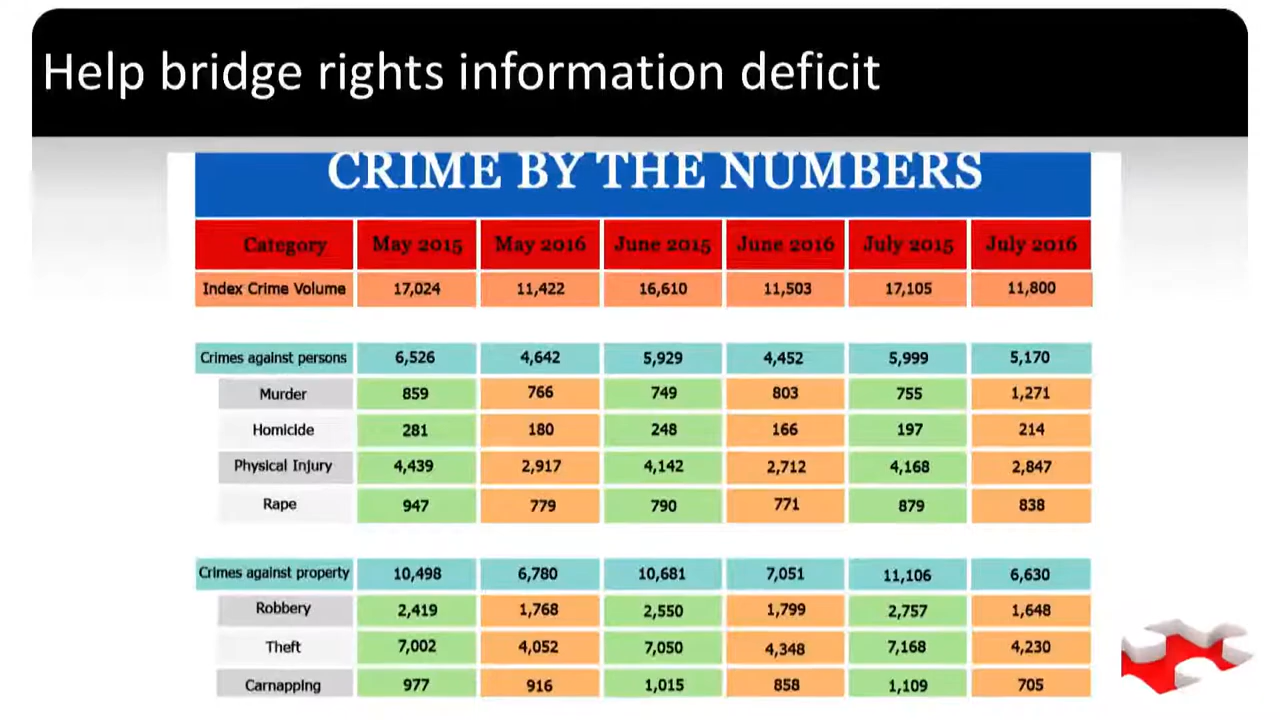 Help bridge rights information deficit
CRIME BY THE NUMBERS
Category May 2015 May 2016 June 2015 June 2016 July 2015 July 2016
Index Crime Volume 17,024 11,422 16,610 11,503 17,105 11,800
Crimes against persons 6,526 4,642 5,929 4,452 5,999 5,170
Murder 859 766 749 803 755 1,271
Homicide 281 180 248 166 197 214
Physical Injury 4,439 2,917 4,142 2,712 4,168 2,847
Rape 947 779 790 771 879 838
Crimes against property 10,498 6,780 10,681 7,051 11,106 6,630
Robbery 2,419 1,768 2,550 1,799 2,757 1,648
Theft 7,002 4,052 7,050 4,348 7,168 4,230
Carnapping 977 916 1,015 858 1,109 705